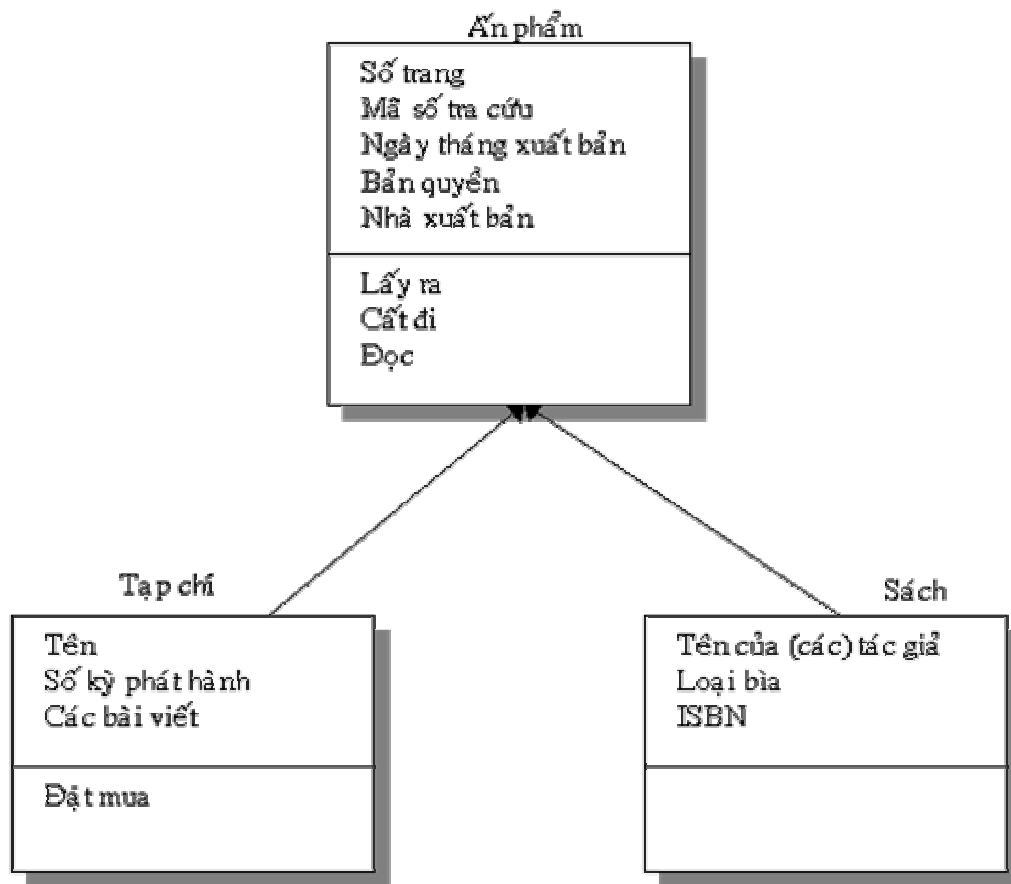 Ấn phẩm
Số trang
Mã số tra cứu
Ngày tháng xuất bản
Bản quyền
Nhà xuất bản
Lấy ra
Cất đi
Đọc
Tạp chí
Tên
Số kỳ phát hành
Các bài viết
Đặt mua
Sách
Tên của (các) tác giả
Loại bìa
ISBN